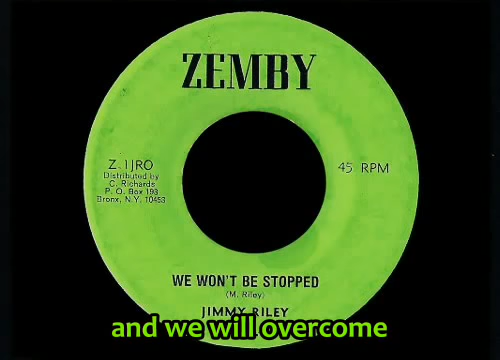 ZEMBY
Z. 1JRO
Distributed by
C. Richards
P. O. Box 193
Bronx, N.Y. 10453
45 RPM
WE WON'T BE STOPPED
(M. Riley)
JIMMY RILEY
and we will overcome